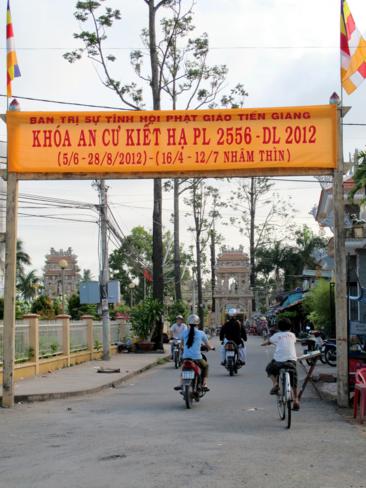 BAN TRỊ SỰ TỈNH HỘI PHẬT GIÁO TIỀN GIANG
KHÓA AN CƯ KIẾT HẠ PL 2556 - DL 2012
(5/6 - 28/8/2012) - (16/4 - 12/7 NHÂM THÌN)